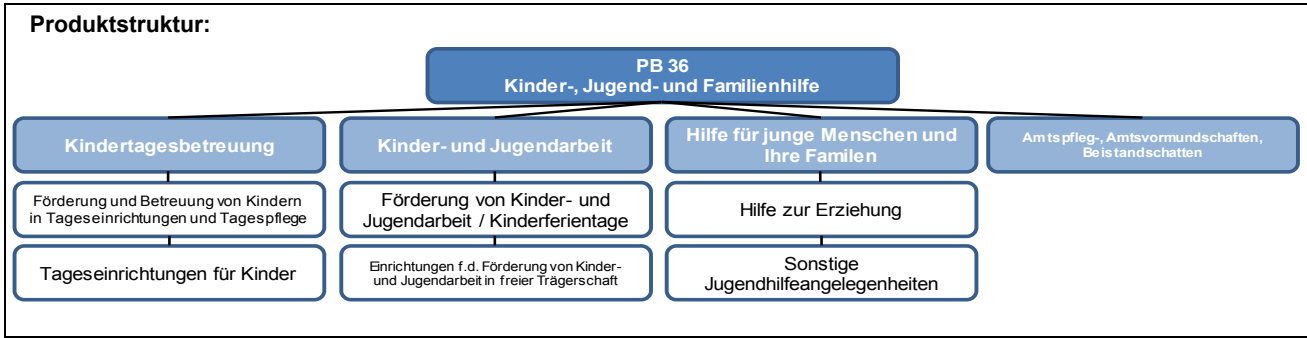 Produktstruktur:
PB 36
Kinder-, Jugend- und Familienhilfe
Kindertagesbetreuung
Förderung und Betreuung von Kindern
in Tageseinrichtungen und Tagespflege
Tageseinrichtungen für Kinder
Kinder- und Jugendarbeit
Förderung von Kinder- und
Jugendarbeit / Kinderferientage
Einrichtungen f.d. Förderung von Kinder-
und Jugendarbeit in freier Trägerschaft
Hilfe für junge Menschen und
Ihre Familen
Hilfe zur Erziehung
Sonstige
Jugendhilfeangelegenheiten
Amtspfleg-, Amtsvormundschaften,
Beistandschatten